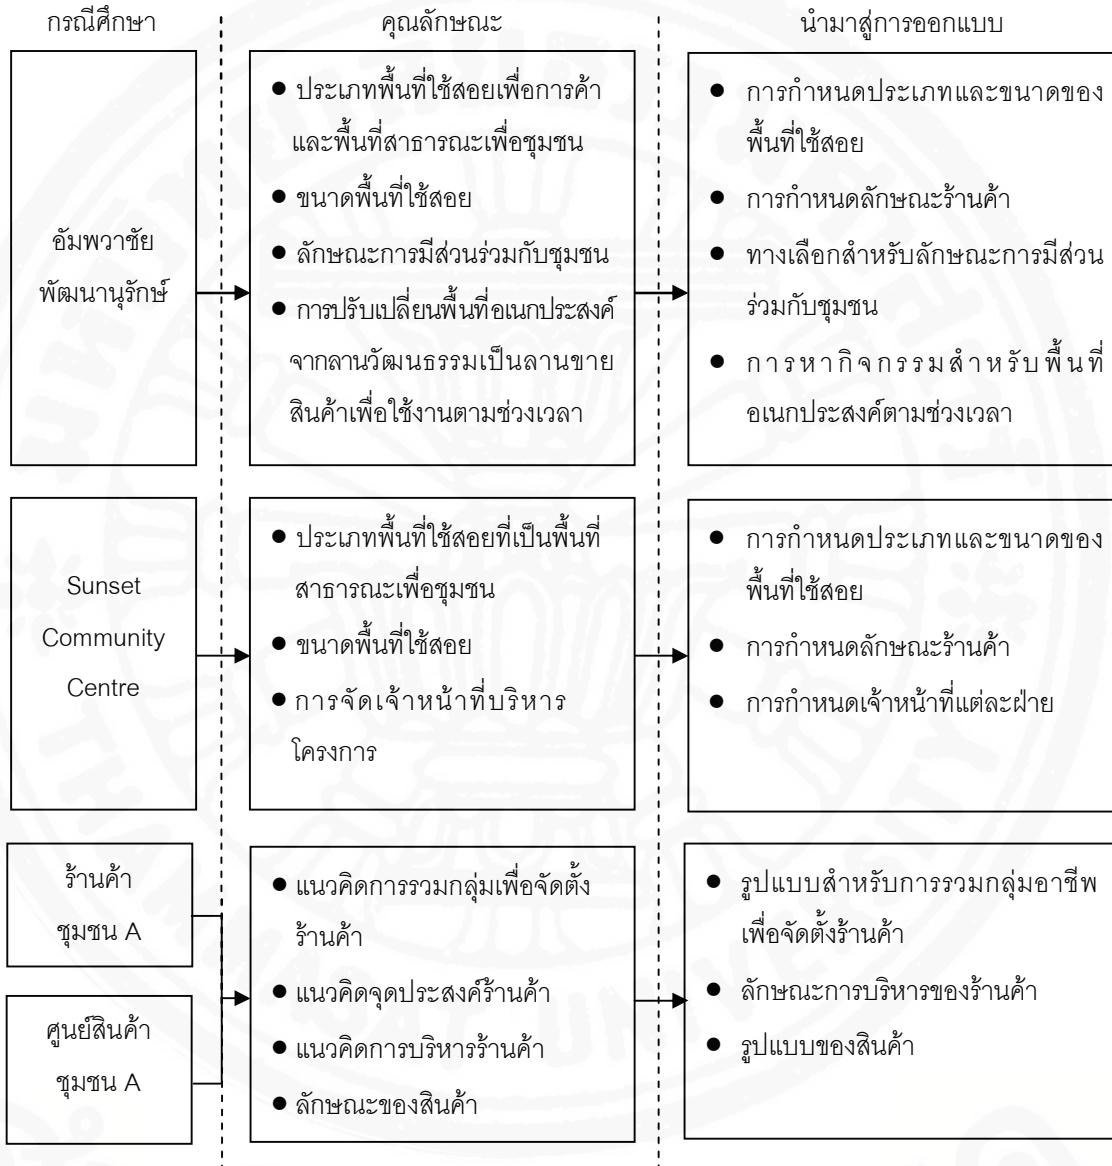 กรณีศึกษา
คุณลักษณะ
นำมาสู่การออกแบบ
อัมพวาชัย
พัฒนานุรักษ์
● ประเภทพื้นที่ใช้สอยเพื่อการค้า
และพื้นที่สาธารณะเพื่อชุมชน
● ขนาดพื้นที่ใช้สอย
● ลักษณะการมีส่วนร่วมกับชุมชน
● การปรับเปลี่ยนพื้นที่อเนกประสงค์
จากลานวัฒนธรรมเป็นลานขาย
สินค้าเพื่อใช้งานตามช่วงเวลา
● การกำหนดประเภทและขนาดของ
พื้นที่ใช้สอย
● การกำหนดลักษณะร้านค้า
● ทางเลือกสำหรับลักษณะการมีส่วน
ร่วมกับชุมชน
● การหากิจกรรมสำหรับพื้นที่
อเนกประสงค์ตามช่วงเวลา
Sunset
Community
Centre
● ประเภทพื้นที่ใช้สอยที่เป็นพื้นที่
สาธารณะเพื่อชุมชน
● ขนาดพื้นที่ใช้สอย
● การจัดเจ้าหน้าที่บริหาร
โครงการ
● การกำหนดประเภทและขนาดของ
พื้นที่ใช้สอย
● การกำหนดลักษณะร้านค้า
● การกำหนดเจ้าหน้าที่แต่ละฝ่าย
ร้านค้า
ชุมชน A
ศูนย์สินค้า
ชุมชน A
● แนวคิดการรวมกลุ่มเพื่อจัดตั้ง
ร้านค้า
● แนวคิดจุดประสงค์ร้านค้า
● แนวคิดการบริหารร้านค้า
● ลักษณะของสินค้า
● รูปแบบสำหรับการรวมกลุ่มอาชีพ
เพื่อจัดตั้งร้านค้า
● ลักษณะการบริหารของร้านค้า
● รูปแบบของสินค้า
THAMMASAT UNIVERSITY